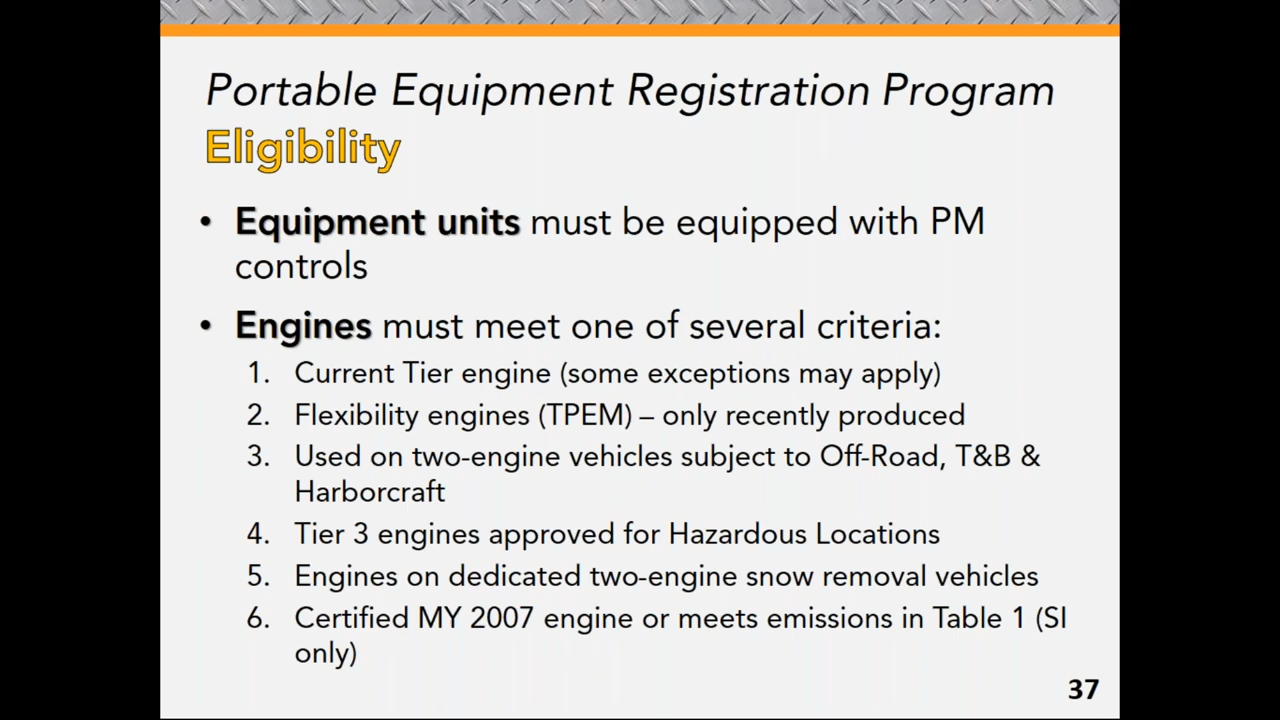 Portable Equipment Registration Program
Eligibility
• Equipment units must be equipped with PM
controls
• Engines must meet one of several criteria:
1. Current Tier engine (some exceptions may apply)
2. Flexibility engines (TPEM) – only recently produced
3. Used on two-engine vehicles subject to Off-Road, T&B &
Harborcraft
4. Tier 3 engines approved for Hazardous Locations
5. Engines on dedicated two-engine snow removal vehicles
6. Certified MY 2007 engine or meets emissions in Table 1 (SI
only)
37